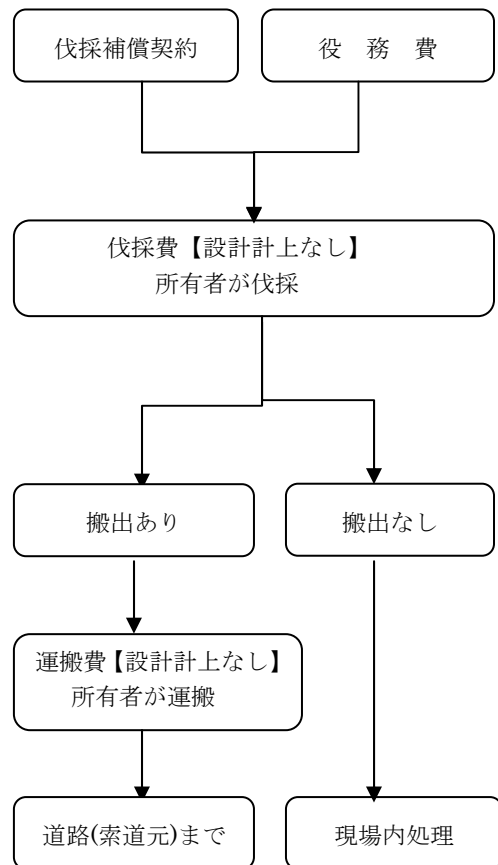 伐採補償契約
役　務　費
伐採費【設計計上なし】
所有者が伐採
搬出あり
搬出なし
運搬費【設計計上なし】
所有者が運搬
道路(索道元)まで
現場内処理